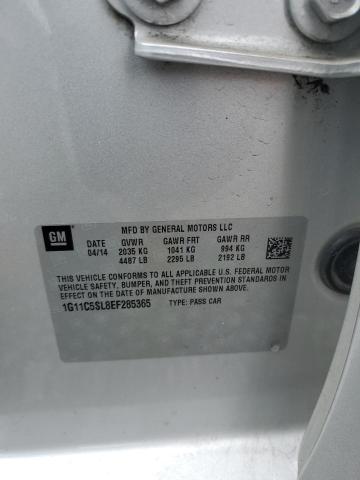 GM
MFD BY GENERAL MOTORS LLC
DATE GVWR GAWR FRT GAWR RR
04/14 2035 KG 1041 KG 994 KG
4487 LB 2295 LB 2192 LB
THIS VEHICLE CONFORMS TO ALL APPLICABLE U.S. FEDERAL MOTOR
VEHICLE SAFETY, BUMPER, AND THEFT PREVENTION STANDARDS
IN EFFECT ON THE DATE OF MANUFACTURE SHOWN ABOVE.
1G11C5SL8EF285365 TYPE: PASS CAR